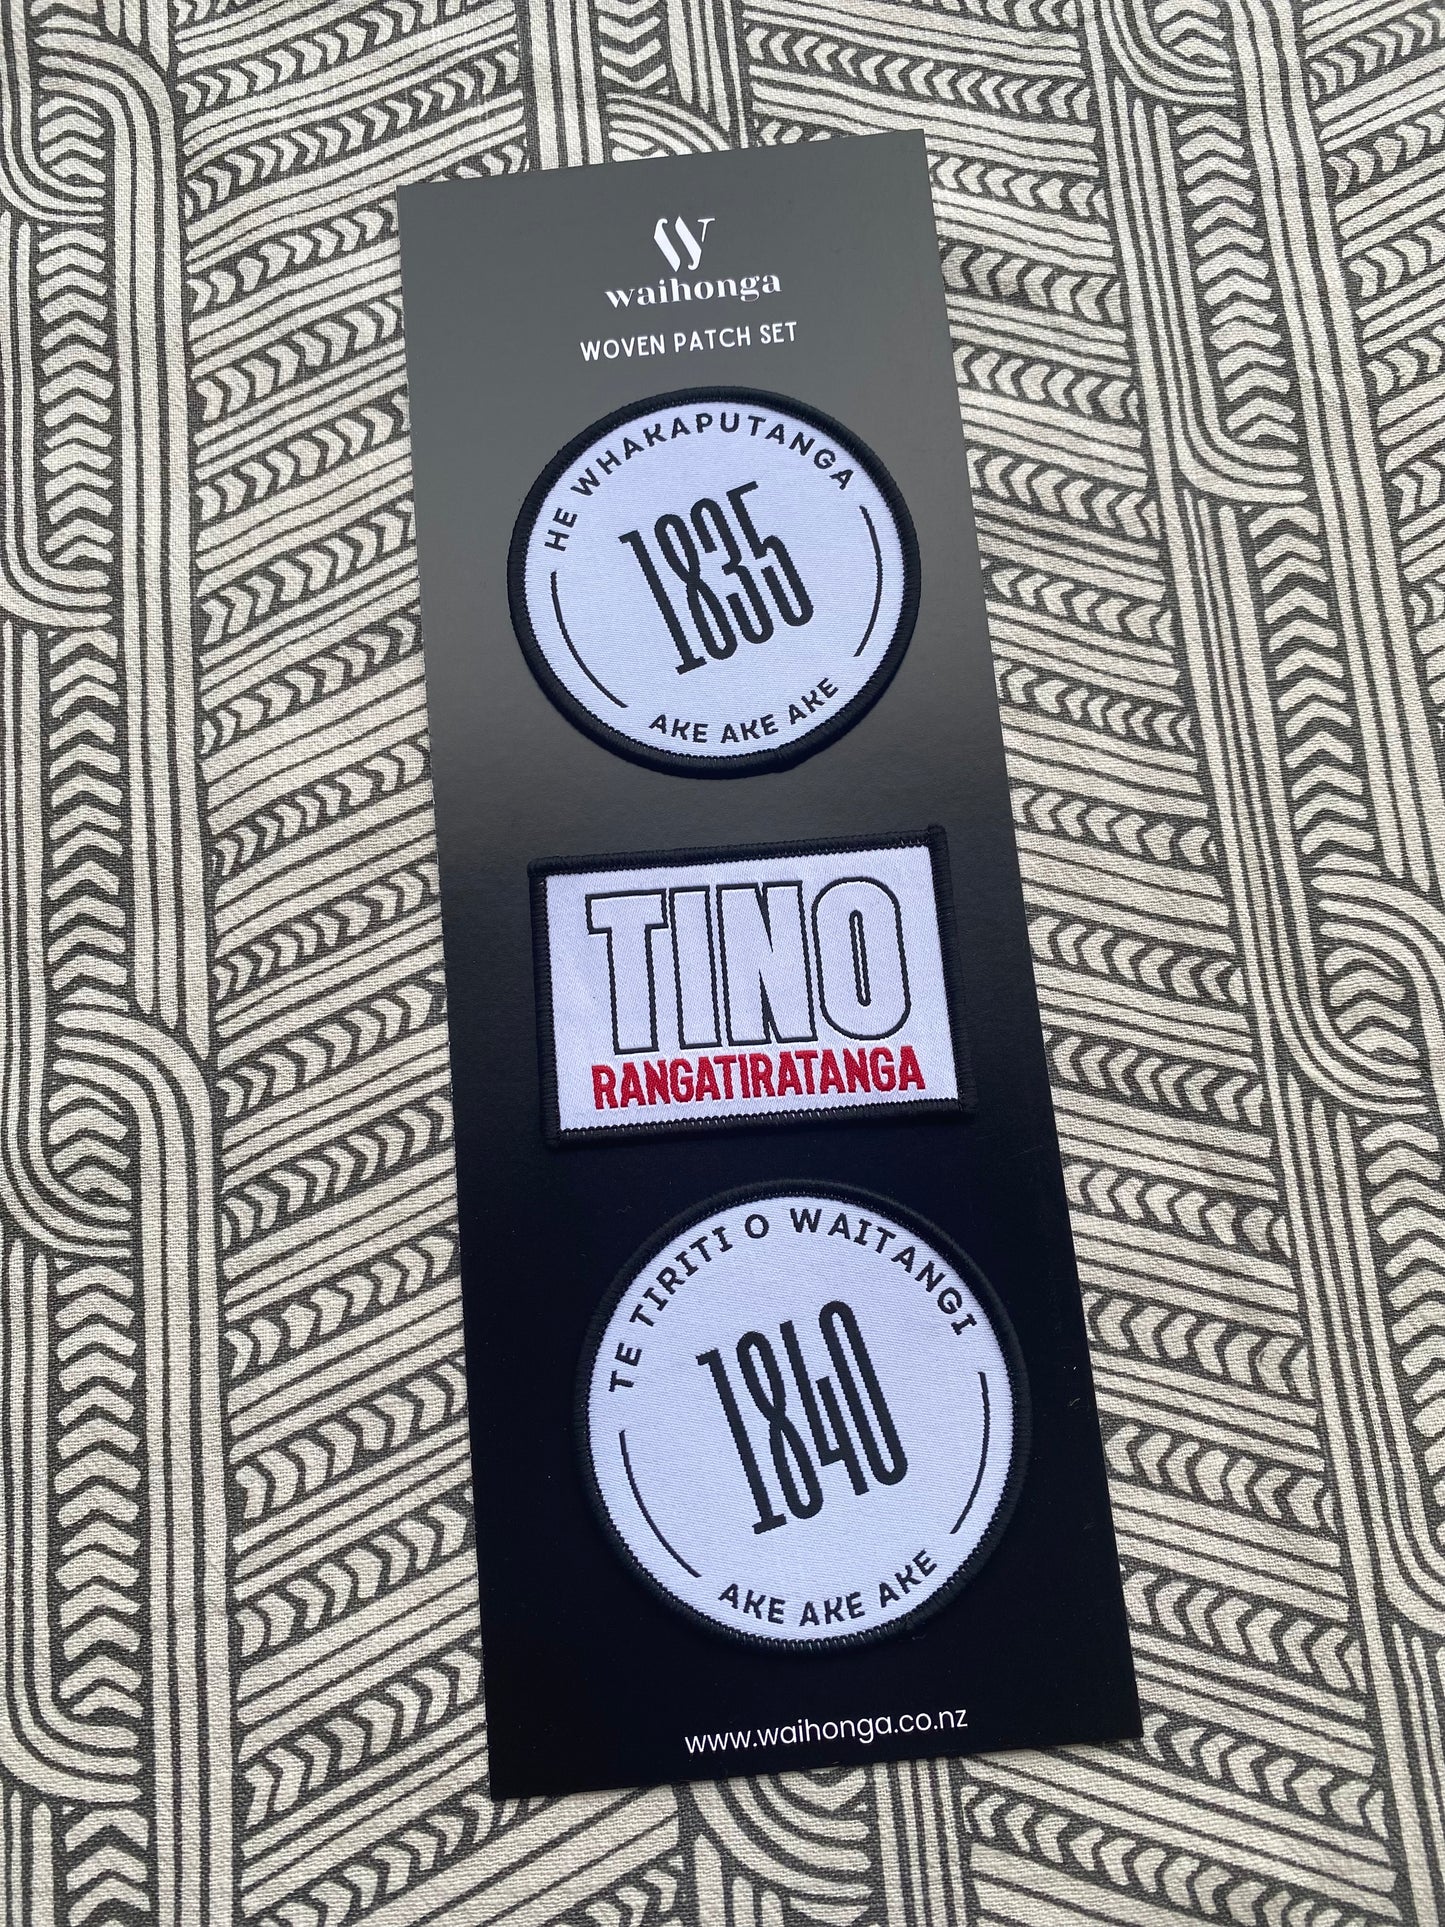 waihonga
WOVEN PATCH SET
HE WHAKAPUTANGA
1835
AKE AKE AKE
TINO
RANGATIRATANGA
TE TIRITI O WAITANGI
1840
AKE AKE AKE
www.waihonga.co.nz